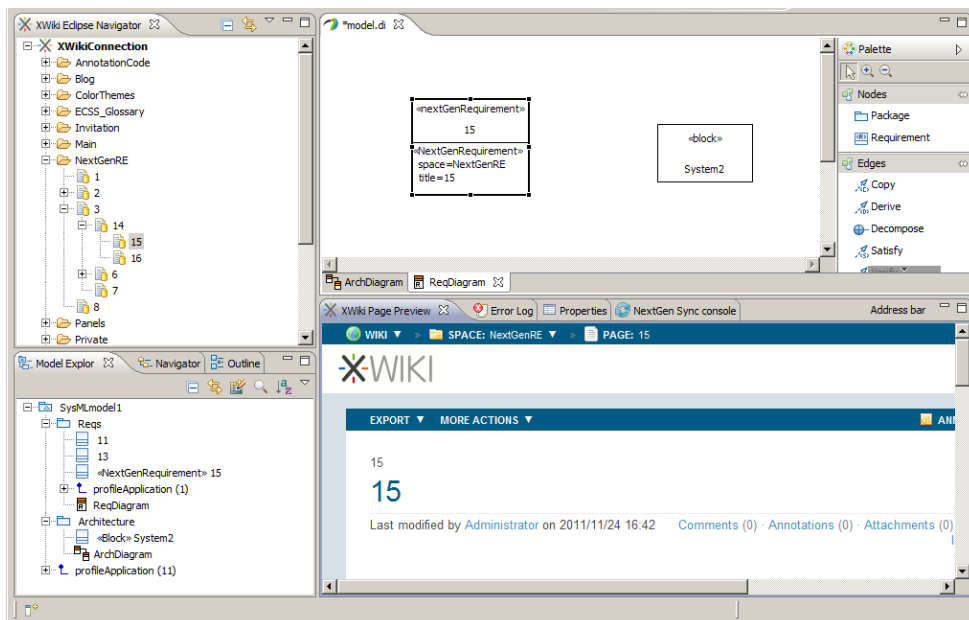 XWiki Eclipse Navigator
XWikiConnection
AnnotationCode
Blog
ColorThemes
ECSS_Glossary
Invitation
Main
NextGenRE
1
2
3
14
15
16
6
7
8
Panels
Private
*model.di
«nextGenRequirement»
15
«NextGenRequirement»
space=NextGenRE
title=15
«block»
System2
Palette
Nodes
Package
Requirement
Edges
Copy
Derive
Decompose
Satisfy
ArchDiagram ReqDiagram
XWiki Page Preview Error Log Properties NextGen Sync console Address bar
WIKI » SPACE: NextGenRE » PAGE: 15
X-WIKI
EXPORT MORE ACTIONS ANN
15
15
Last modified by Administrator on 2011/11/24 16:42 Comments (0) · Annotations (0) · Attachments (0)
Model Explor Navigator Outline
SysMLmodel1
Reqs
11
13
«NextGenRequirement» 15
profileApplication (1)
ReqDiagram
Architecture
«Block» System2
ArchDiagram
profileApplication (11)